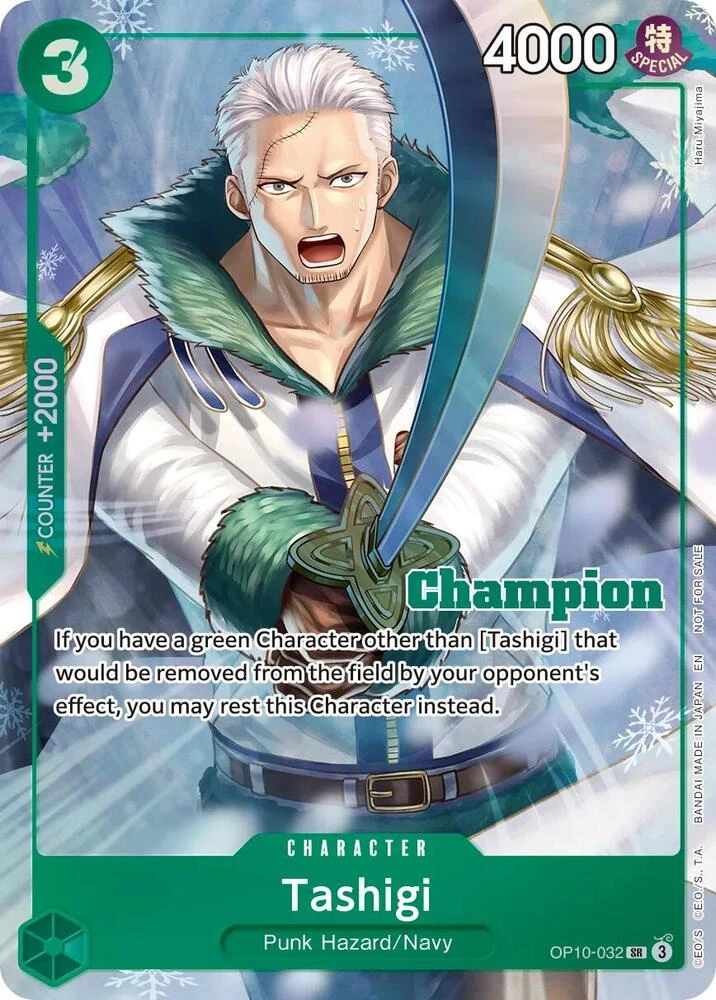 3
4000
特
SPECIAL
Haru Miyajima
COUNTER +2000
Champion
If you have a green Character other than [Tashigi] that
would be removed from the field by your opponent's
effect, you may rest this Character instead.
CHARACTER
Tashigi
Punk Hazard/Navy
OP10-032 SR 3
©E.O/S ©E.O./S., T.A. BANDAI MADE IN JAPAN EN NOT FOR SALE